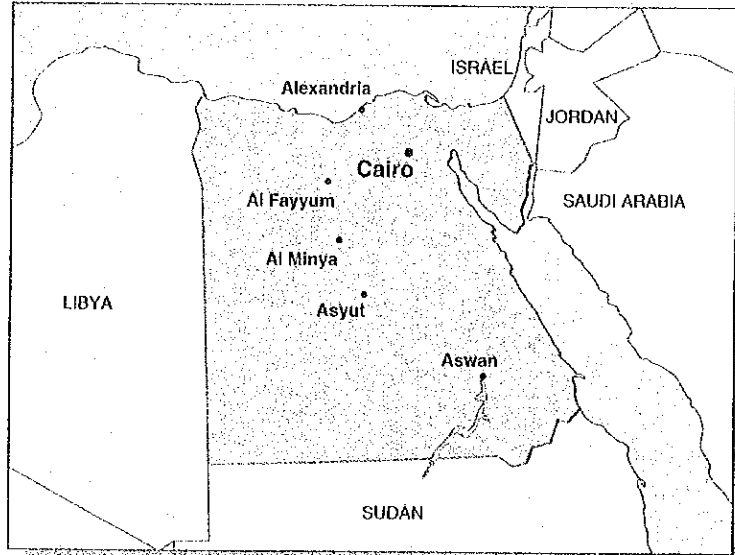 ISRAEL
Alexandria
JORDAN
Cairo
Al Fayyum
SAUDI ARABIA
Al Minya
LIBYA
Asyut
Aswan
SUDAN